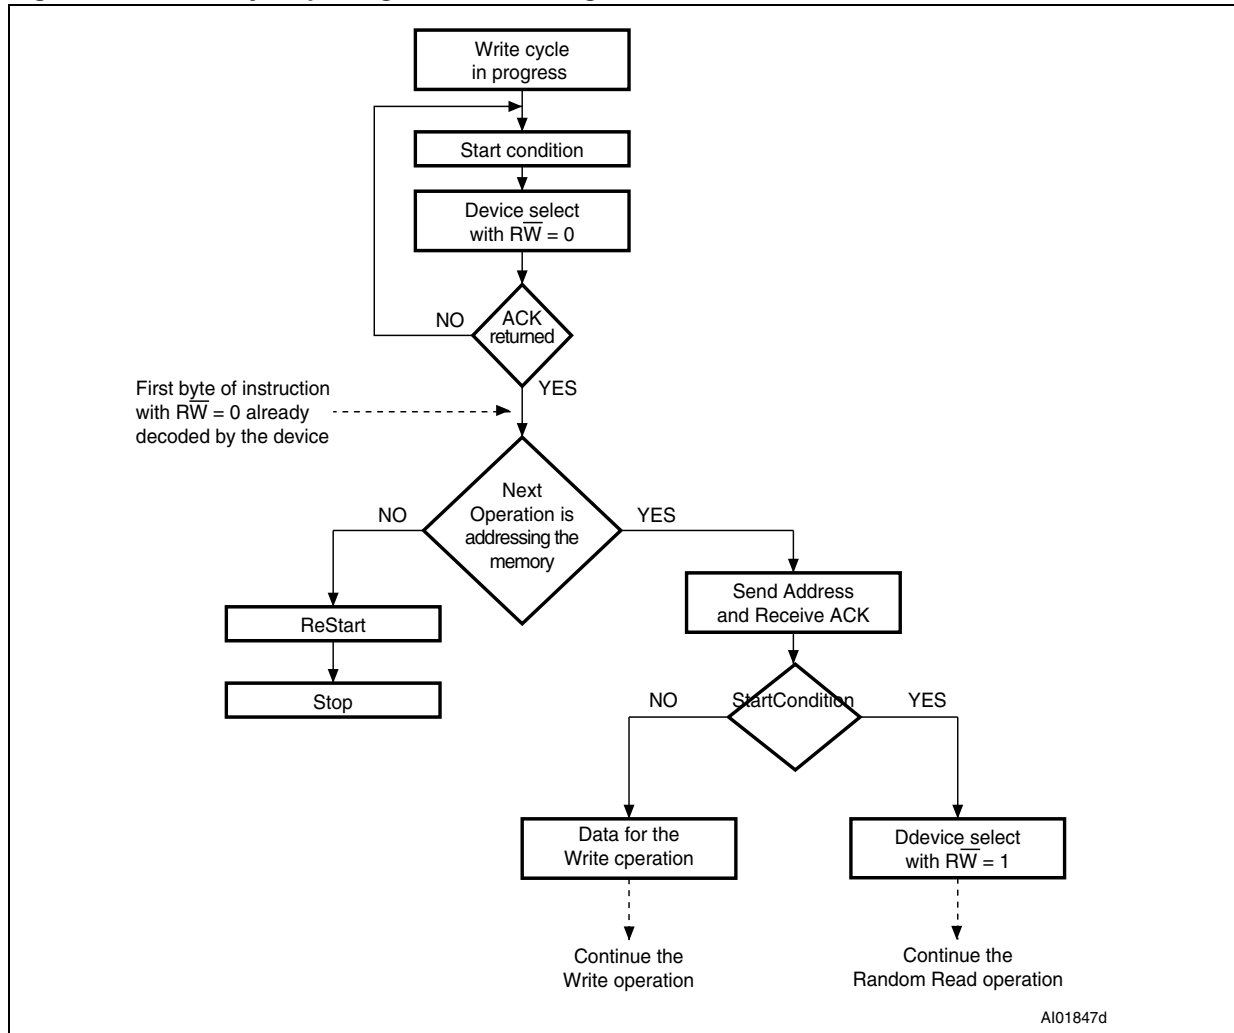 Write cycle
in progress
Start condition
Device select
with RW̅ = 0
ACK
returned
NO
YES
First byte of instruction
with RW̅ = 0 already
decoded by the device
Next
Operation is
addressing the
memory
NO
YES
Send Address
and Receive ACK
ReStart
Stop
StartCondition
NO
YES
Data for the
Write cperation
Ddevice select
with RW̅ = 1
Continue the
Write operation
Continue the
Random Read operation
AI01847d